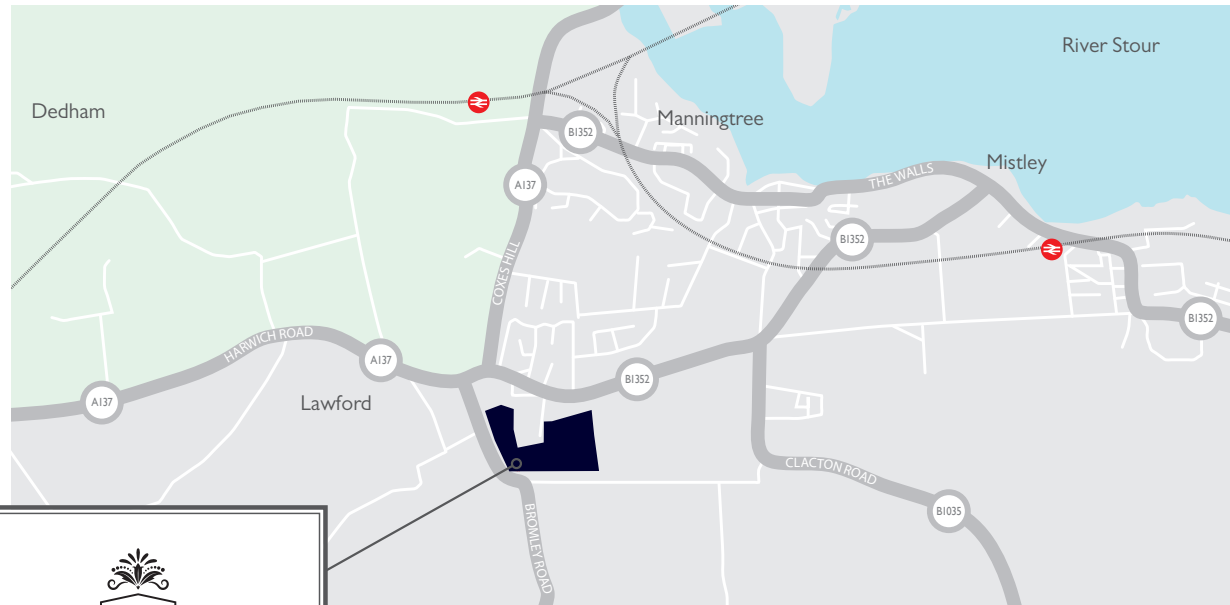 River Stour
Dedham
Manningtree
B1352
Mistley
THE WALLS
A137
B1352
COXES HILL
B1352
HARWICH ROAD
A137
B1352
A137
Lawford
CLACTON ROAD
B1035
BROMLEY ROAD